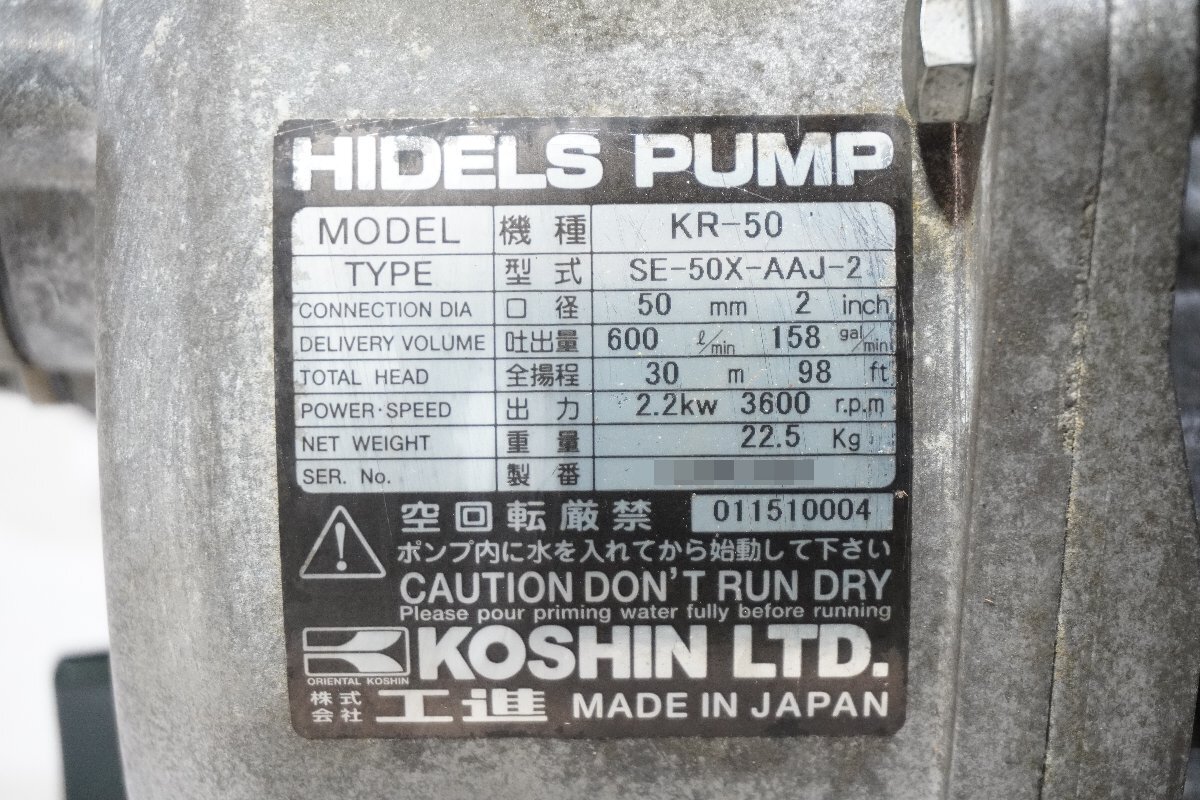 HIDELS PUMP
MODEL 機種 KR-50
TYPE 型式 SE-50X-AAJ-2
CONNECTION DIA 口径 50 mm 2 inch
DELIVERY VOLUME 吐出量 600 ℓ/min 158 gal/min
TOTAL HEAD 全揚程 30 m 98 ft
POWER·SPEED 出力 2.2kw 3600 r.p.m
NET WEIGHT 重量 22.5 Kg
SER. No. 製番
空回転厳禁 011510004
ポンプ内に水を入れてから始動して下さい
CAUTION DON'T RUN DRY
Please pour priming water fully before running
KOSHIN LTD.
ORIENTAL KOSHIN
株式会社 工進 MADE IN JAPAN